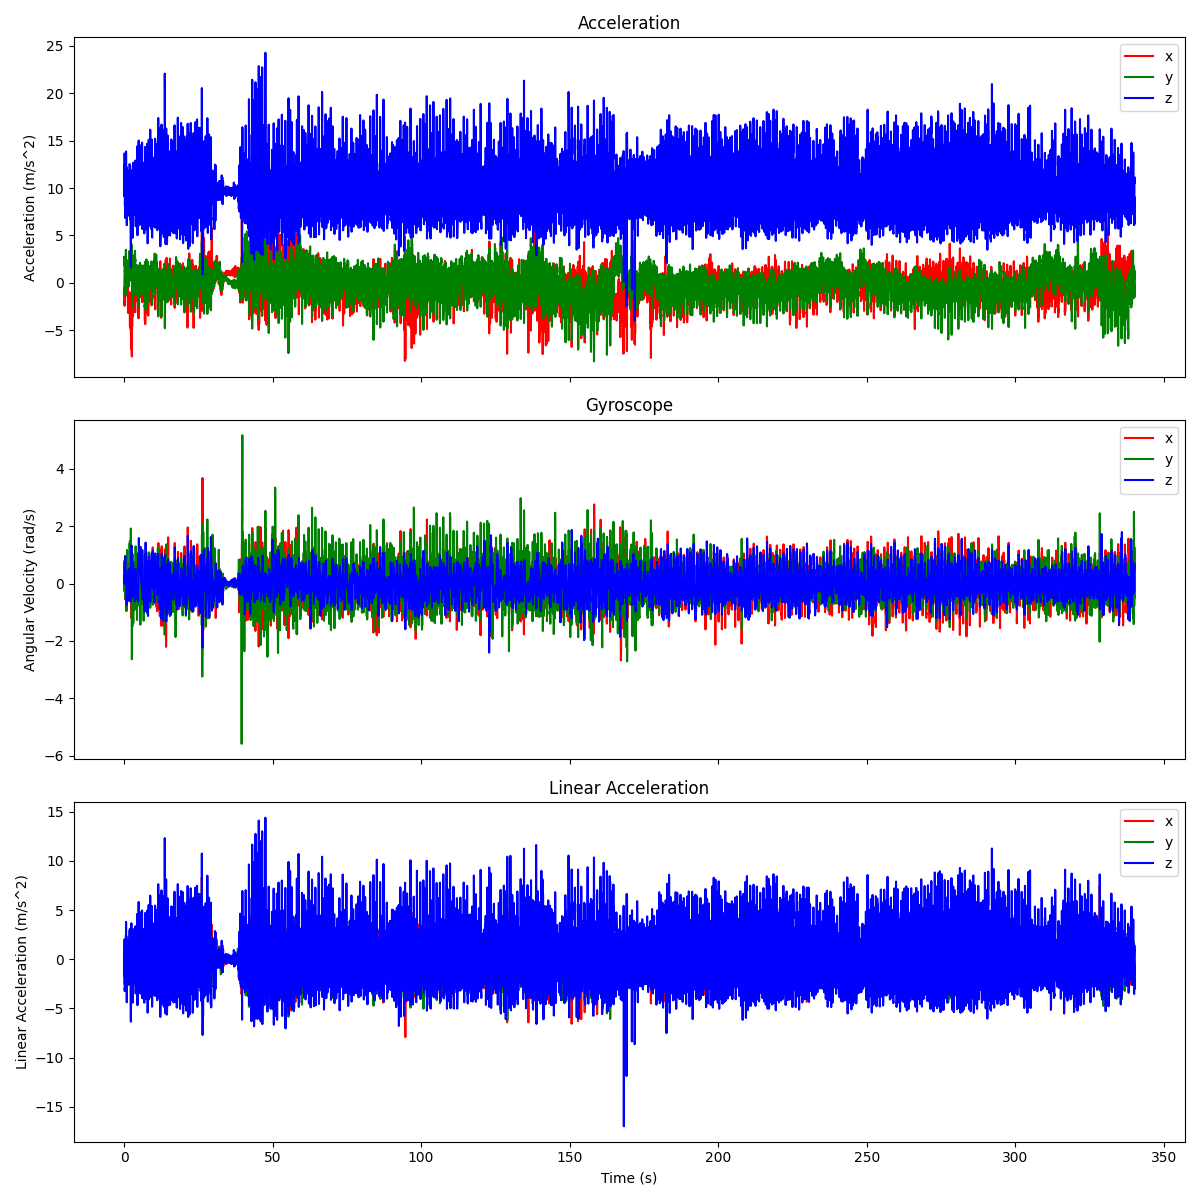 Acceleration
Acceleration (m/s^2)
25
20
15
10
5
0
−5
x
y
z
Gyroscope
Angular Velocity (rad/s)
4
2
0
−2
−4
−6
x
y
z
Linear Acceleration
Linear Acceleration (m/s^2)
15
10
5
0
−5
−10
−15
x
y
z
0
50
100
150
200
250
300
350
Time (s)